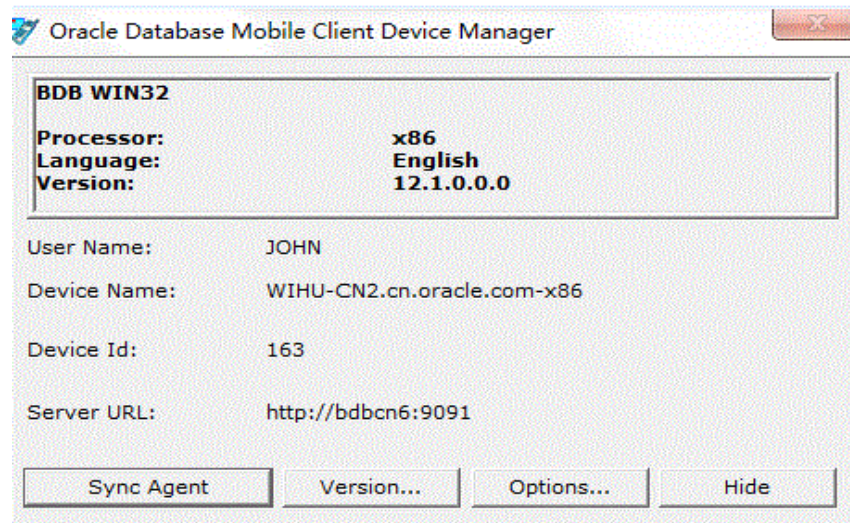 Oracle Database Mobile Client Device Manager
BDB WIN32
Processor: x86
Language: English
Version: 12.1.0.0.0
User Name: JOHN
Device Name: WIHU-CN2.cn.oracle.com-x86
Device Id: 163
Server URL: http://bdbcn6:9091
Sync Agent Version... Options... Hide